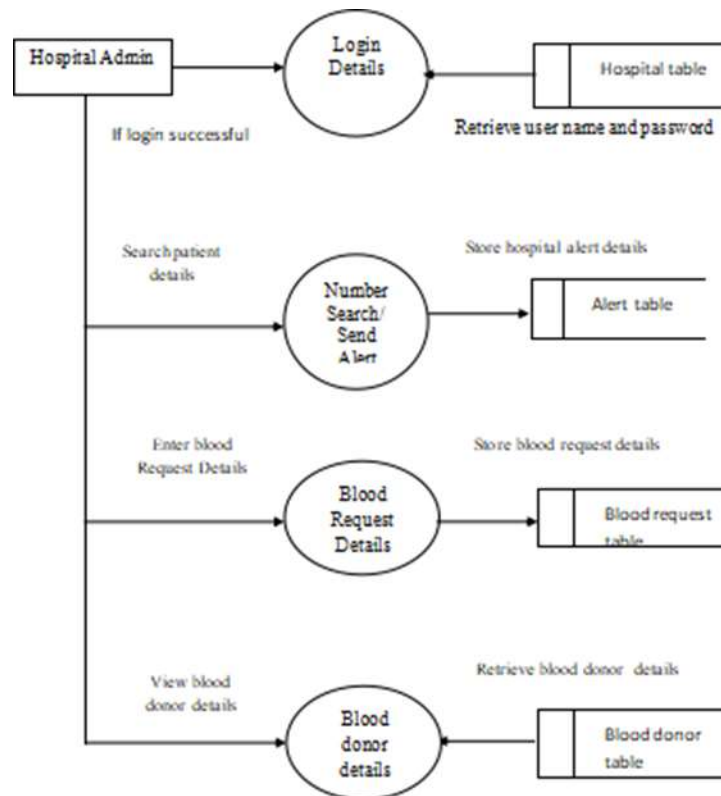 Hospital Admin
Login
Details
Hospital table
If login successful
Retrieve user name and password
Search patient
details
Store hospital alert details
Number
Search/
Send
Alert
Alert table
Enter blood
Request Details
Store blood request details
Blood
Request
Details
Blood request
table
View blood
donor details
Retrieve blood donor details
Blood
donor
details
Blood donor
table